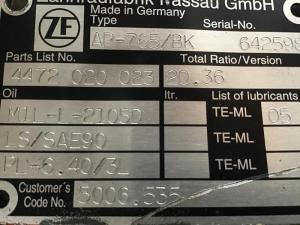 Zahnradfabrik Passau GmbH
Made in Germany
ZF
Type
Serial-No.
AP-765/BK
642598
Parts List No.
Total Ratio/Version
4472 020 023
20.36
Oil
ltr.
List of lubricants
MIL-L-2105D
TE-ML
05
LS/SAE90
TE-ML
6.40/3L
TE-ML
Customer's
Code No.
5006.535